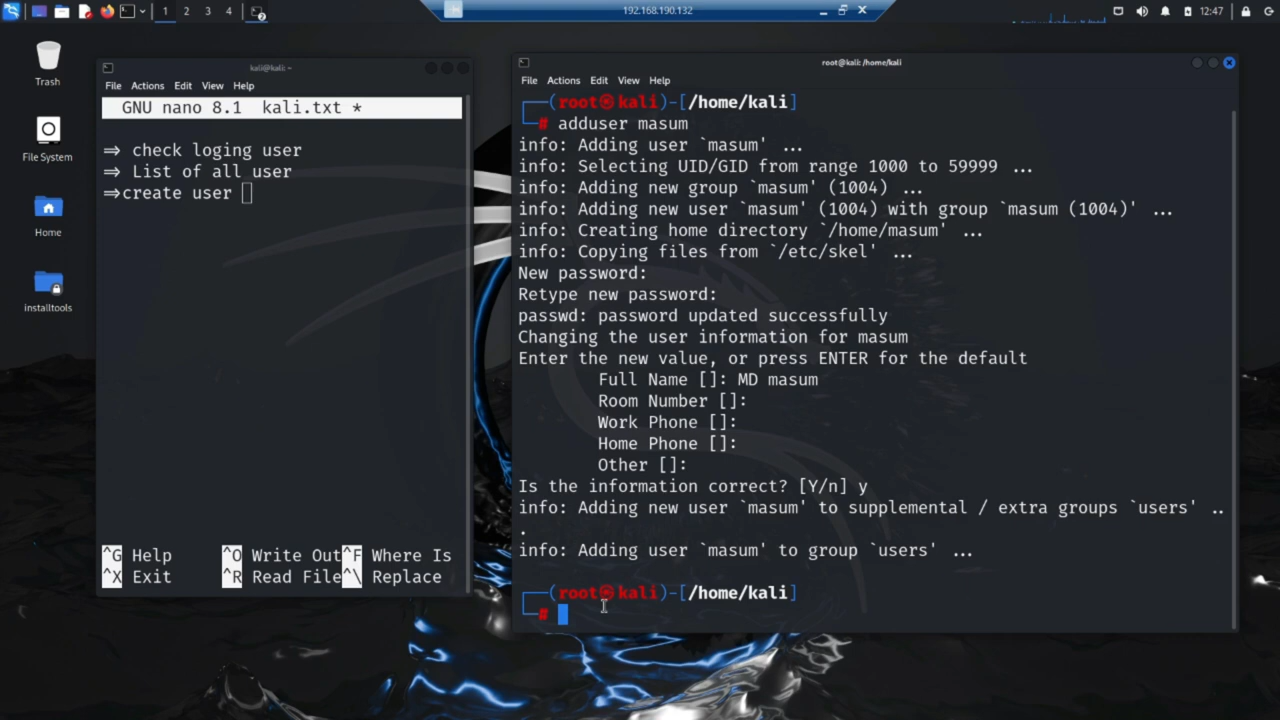 1 2 3 4
192.168.190.132
12:47
Trash
File System
Home
installtools
kali@kali: ~
File Actions Edit View Help
GNU nano 8.1 kali.txt *
⇒ check loging user
⇒ List of all user
⇒create user
^G Help ^O Write Out ^F Where Is
^X Exit ^R Read File ^\ Replace
root@kali: /home/kali
File Actions Edit View Help
┌──(root㉿kali)-[/home/kali]
└─# adduser masum
info: Adding user `masum' ...
info: Selecting UID/GID from range 1000 to 59999 ...
info: Adding new group `masum' (1004) ...
info: Adding new user `masum' (1004) with group `masum (1004)' ...
info: Creating home directory `/home/masum' ...
info: Copying files from `/etc/skel' ...
New password:
Retype new password:
passwd: password updated successfully
Changing the user information for masum
Enter the new value, or press ENTER for the default
Full Name []: MD masum
Room Number []:
Work Phone []:
Home Phone []:
Other []:
Is the information correct? [Y/n] y
info: Adding new user `masum' to supplemental / extra groups `users' ..
.
info: Adding user `masum' to group `users' ...
┌──(root㉿kali)-[/home/kali]
└─#